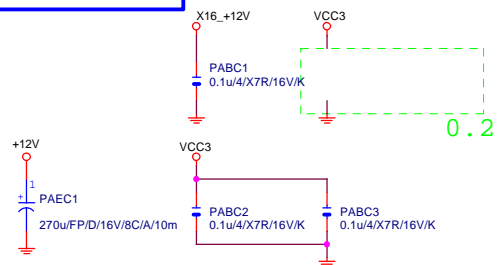 X16_+12V
VCC3
PABC1
0.1u/4/X7R/16V/K
0.2
+12V
VCC3
1
+
PAEC1
270u/FP/D/16V/8C/A/10m
PABC2
0.1u/4/X7R/16V/K
PABC3
0.1u/4/X7R/16V/K